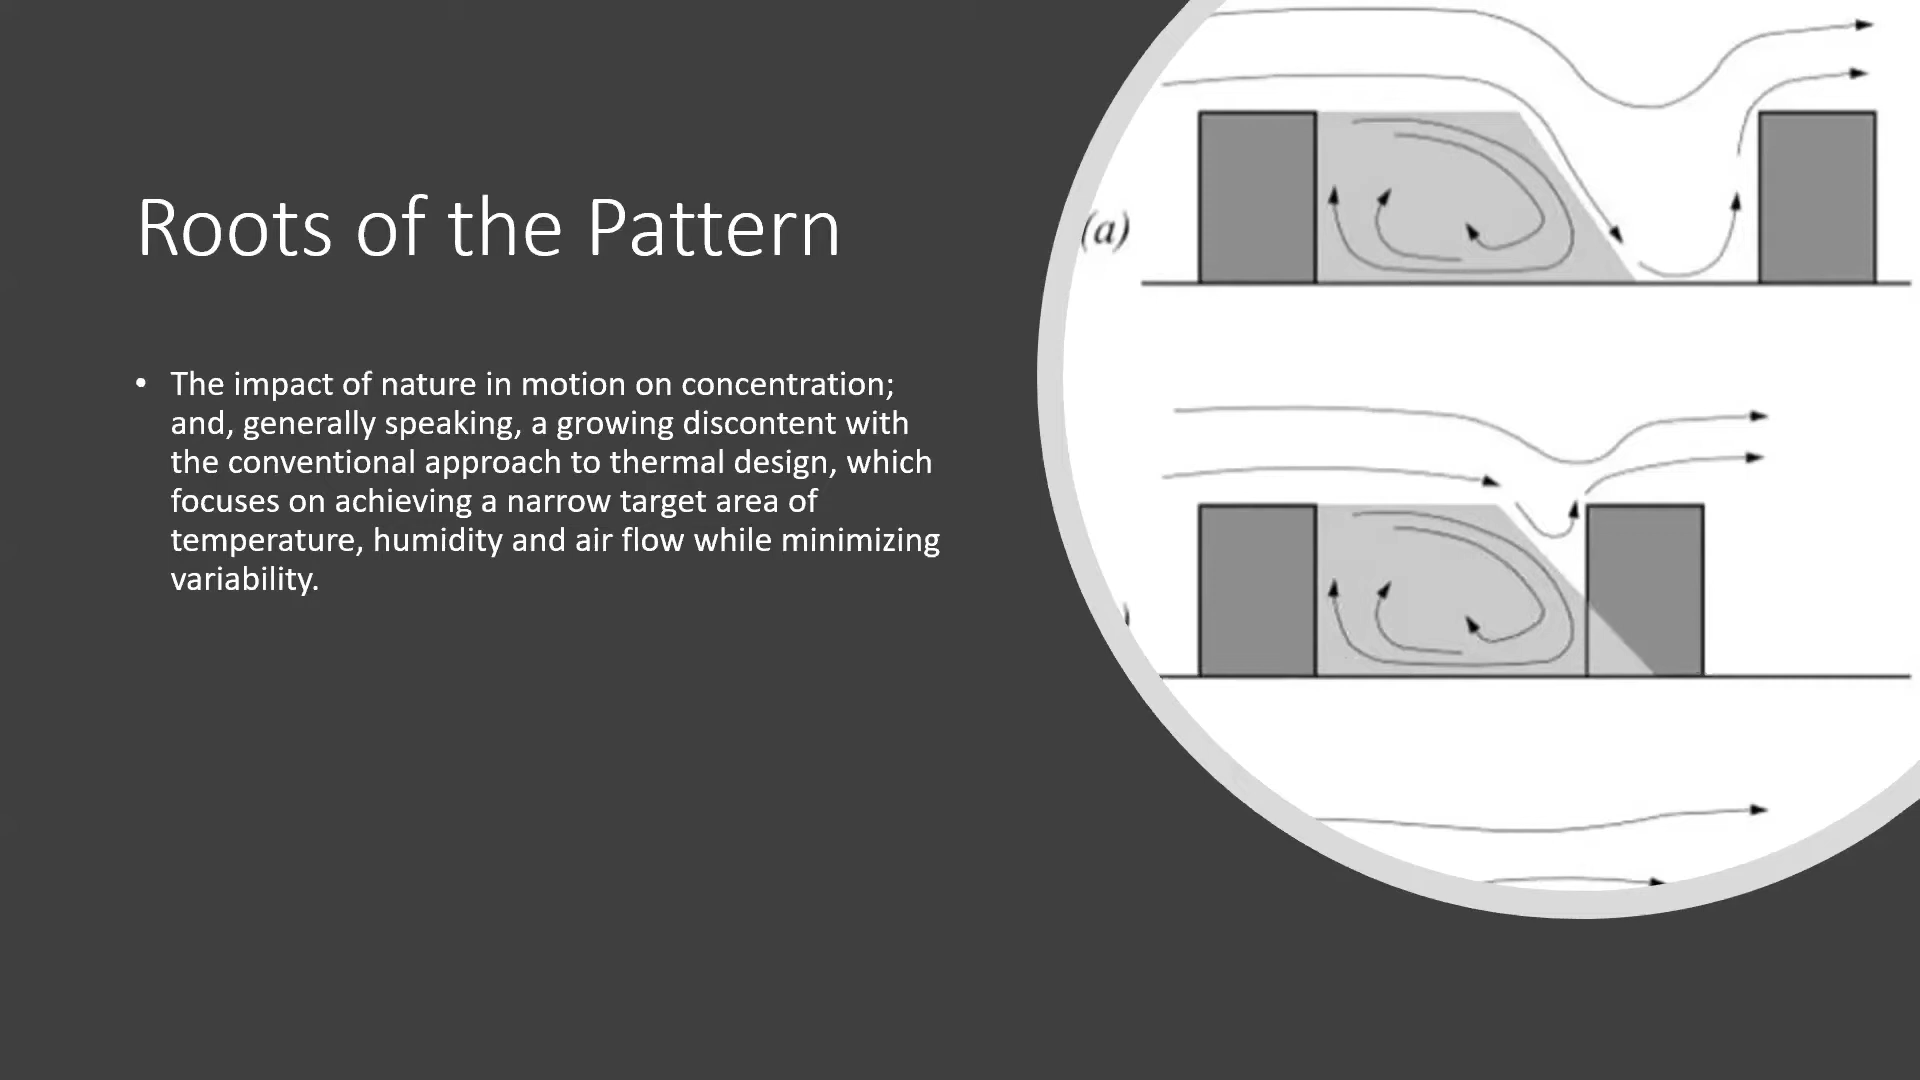 Roots of the Pattern
• The impact of nature in motion on concentration;
and, generally speaking, a growing discontent with
the conventional approach to thermal design, which
focuses on achieving a narrow target area of
temperature, humidity and air flow while minimizing
variability.
(a)